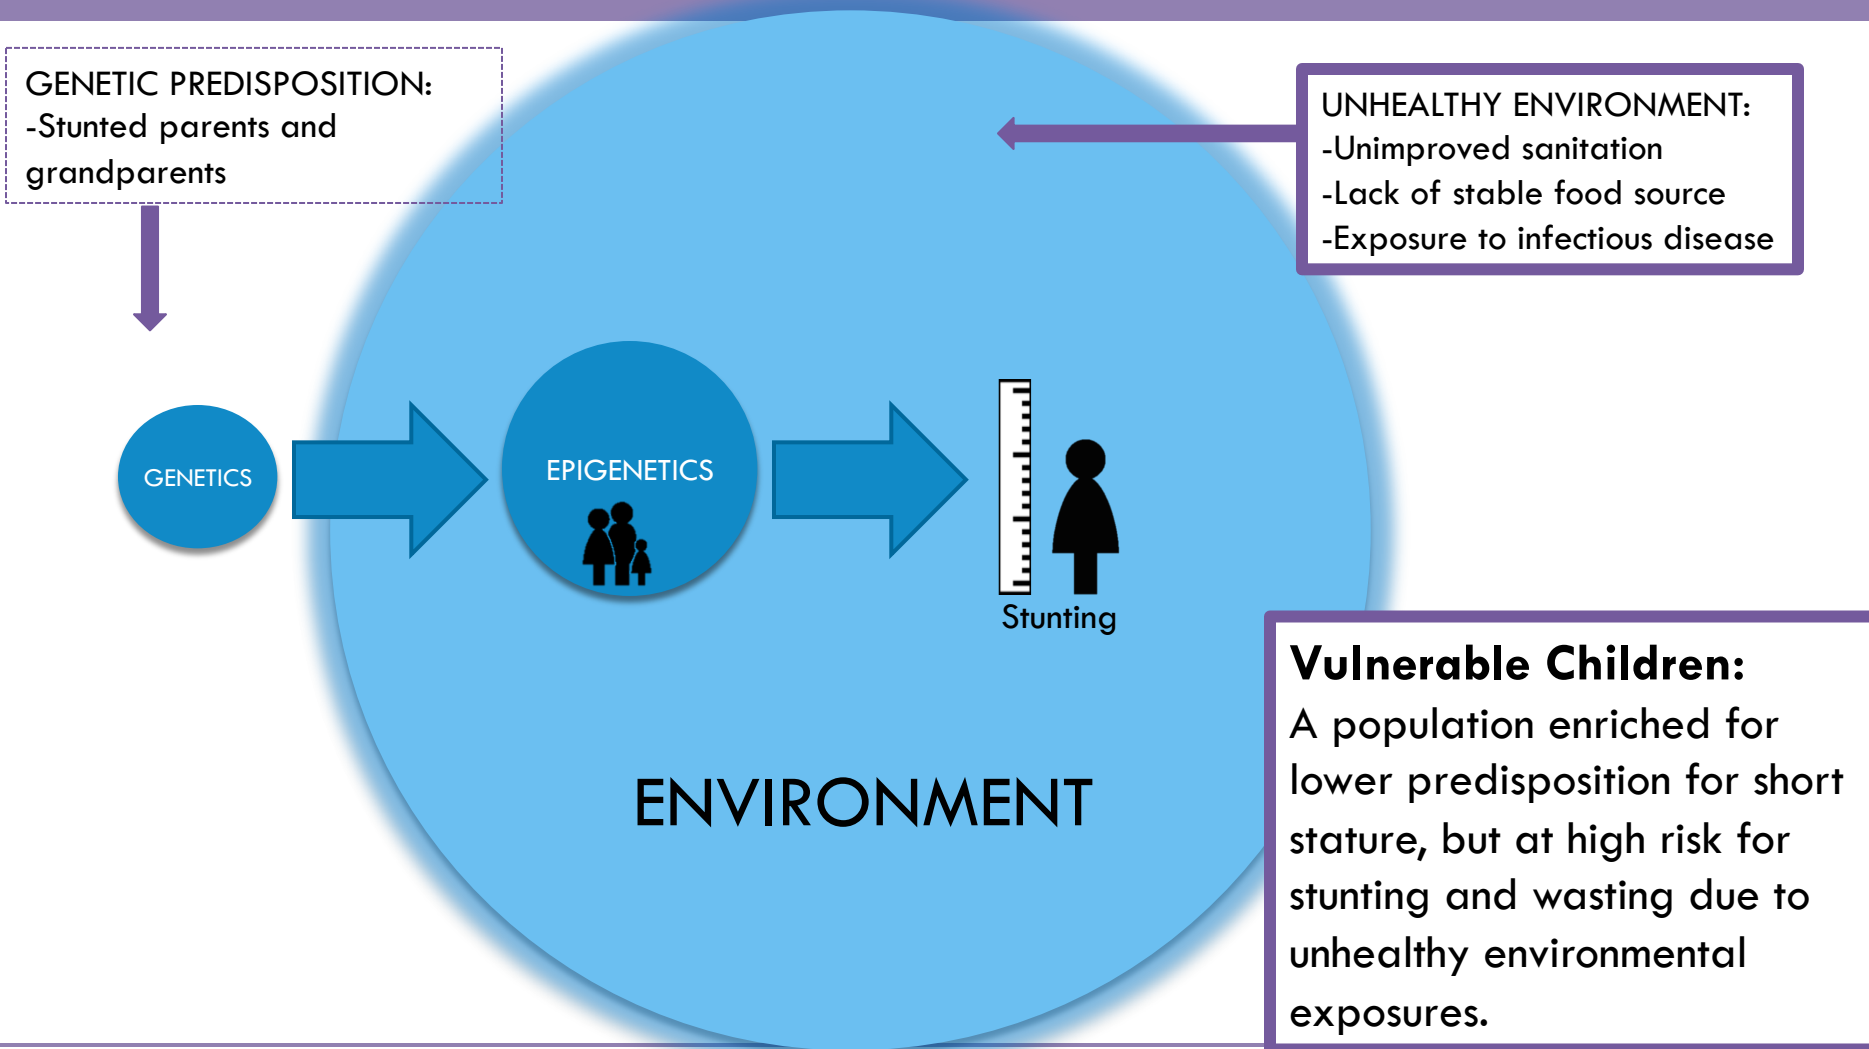 GENETIC PREDISPOSITION:
-Stunted parents and
grandparents
UNHEALTHY ENVIRONMENT:
-Unimproved sanitation
-Lack of stable food source
-Exposure to infectious disease
GENETICS
EPIGENETICS
Stunting
ENVIRONMENT
Vulnerable Children:
A population enriched for
lower predisposition for short
stature, but at high risk for
stunting and wasting due to
unhealthy environmental
exposures.